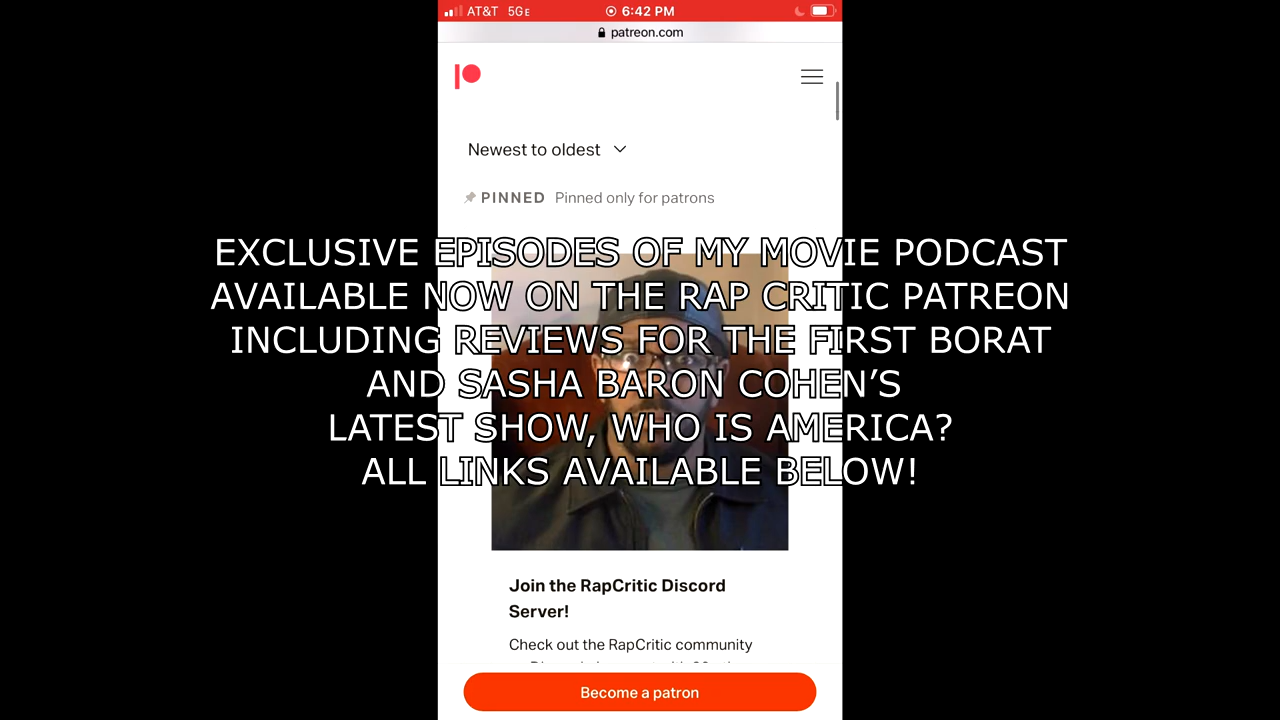 AT&T 5GE 6:42 PM
patreon.com
Newest to oldest
PINNED Pinned only for patrons
EXCLUSIVE EPISODES OF MY MOVIE PODCAST
AVAILABLE NOW ON THE RAP CRITIC PATREON
INCLUDING REVIEWS FOR THE FIRST BORAT
AND SASHA BARON COHEN’S
LATEST SHOW, WHO IS AMERICA?
ALL LINKS AVAILABLE BELOW!
Join the RapCritic Discord
Server!
Check out the RapCritic community
Become a patron